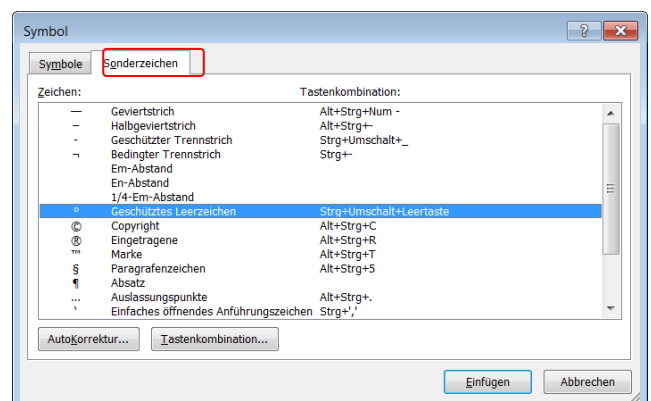 Symbol
Symbole Sonderzeichen
Zeichen: Tastenkombination:
— Geviertstrich Alt+Strg+Num -
– Halbgeviertstrich Alt+Strg+-
- Geschützter Trennstrich Strg+Umschalt+_
¬ Bedingter Trennstrich Strg+-
Em-Abstand
En-Abstand
1/4-Em-Abstand
° Geschütztes Leerzeichen Strg+Umschalt+Leertaste
© Copyright Alt+Strg+C
® Eingetragene Alt+Strg+R
™ Marke Alt+Strg+T
§ Paragrafenzeichen Alt+Strg+5
¶ Absatz
... Auslassungspunkte Alt+Strg+.
‛ Einfaches öffnendes Anführungszeichen Strg+','
AutoKorrektur... Tastenkombination...
Einfügen Abbrechen